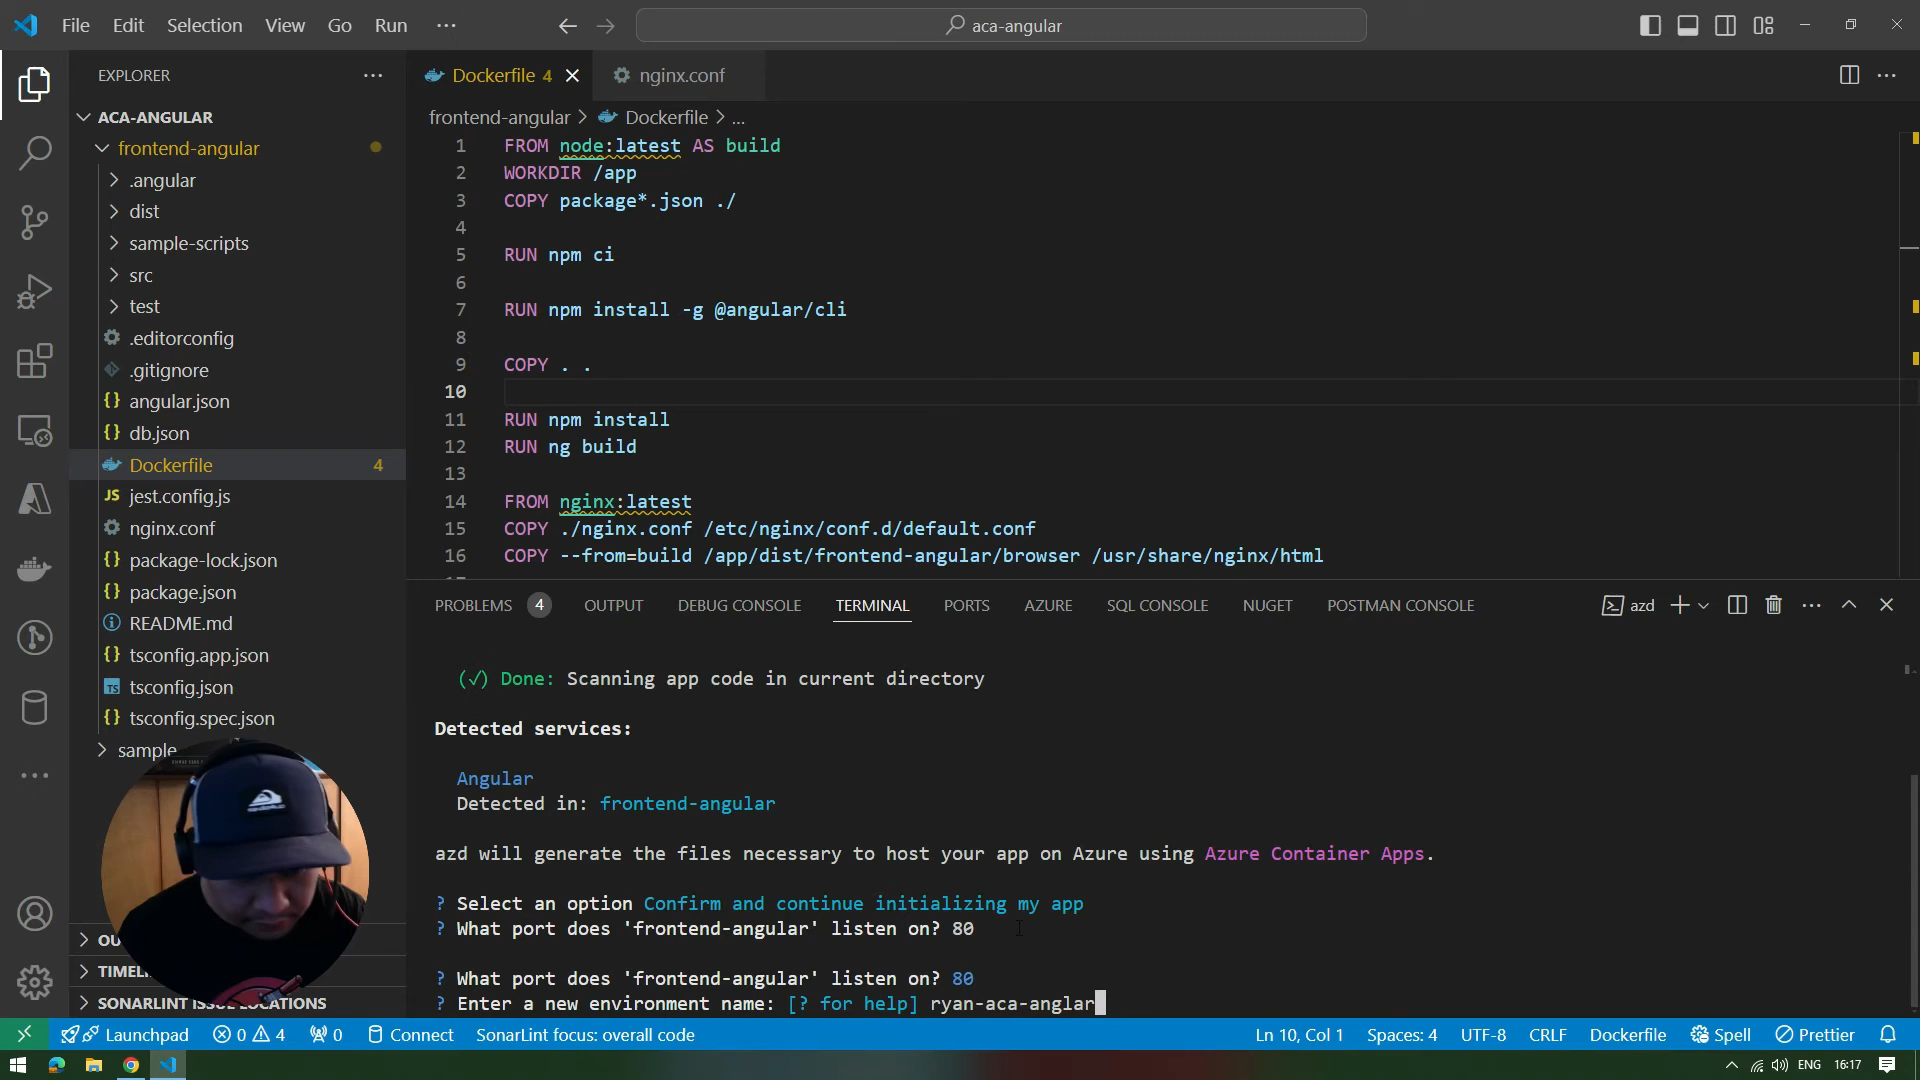 File Edit Selection View Go Run ... aca-angular
EXPLORER ...
ACA-ANGULAR
frontend-angular
.angular
dist
sample-scripts
src
test
.editorconfig
.gitignore
angular.json
db.json
Dockerfile 4
jest.config.js
nginx.conf
package-lock.json
package.json
README.md
tsconfig.app.json
tsconfig.json
tsconfig.spec.json
sample
SONARLINT ISSUE LOCATIONS
Dockerfile 4 nginx.conf
frontend-angular > Dockerfile > ...
1 FROM node:latest AS build
2 WORKDIR /app
3 COPY package*.json ./
4
5 RUN npm ci
6
7 RUN npm install -g @angular/cli
8
9 COPY . .
10
11 RUN npm install
12 RUN ng build
13
14 FROM nginx:latest
15 COPY ./nginx.conf /etc/nginx/conf.d/default.conf
16 COPY --from=build /app/dist/frontend-angular/browser /usr/share/nginx/html
PROBLEMS 4 OUTPUT DEBUG CONSOLE TERMINAL PORTS AZURE SQL CONSOLE NUGET POSTMAN CONSOLE azd
(✓) Done: Scanning app code in current directory
Detected services:
Angular
Detected in: frontend-angular
azd will generate the files necessary to host your app on Azure using Azure Container Apps.
? Select an option Confirm and continue initializing my app
? What port does 'frontend-angular' listen on? 80
? What port does 'frontend-angular' listen on? 80
? Enter a new environment name: [? for help] ryan-aca-anglar
Launchpad 0 4 0 Connect SonarLint focus: overall code Ln 10, Col 1 Spaces: 4 UTF-8 CRLF Dockerfile Spell Prettier
ENG 16:17